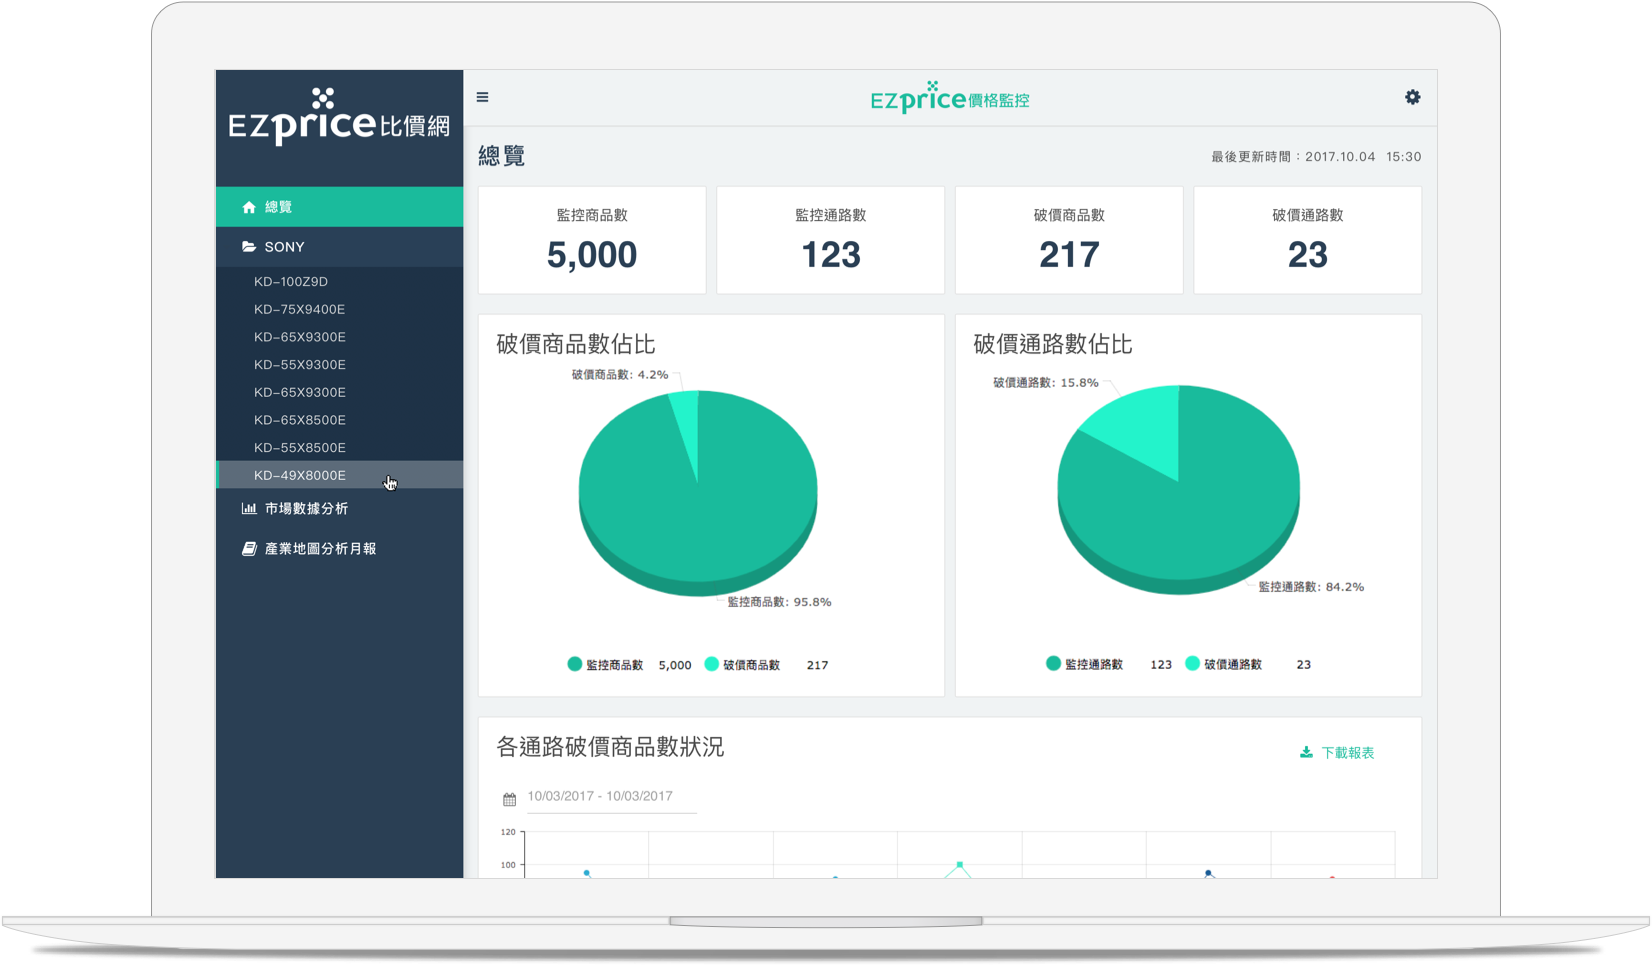 EZprice比價網
總覽
SONY
KD-100Z9D
KD-75X9400E
KD-65X9300E
KD-55X9300E
KD-65X9300E
KD-65X8500E
KD-55X8500E
KD-49X8000E
市場數據分析
產業地圖分析月報
EZprice價格監控
總覽
最後更新時間：2017.10.04 15:30
監控商品數
5,000
監控通路數
123
破價商品數
217
破價通路數
23
破價商品數佔比
破價商品數: 4.2%
監控商品數: 95.8%
監控商品數 5,000 破價商品數 217
破價通路數佔比
破價通路數: 15.8%
監控通路數: 84.2%
監控通路數 123 破價通路數 23
各通路破價商品數狀況
下載報表
10/03/2017 - 10/03/2017
120
100